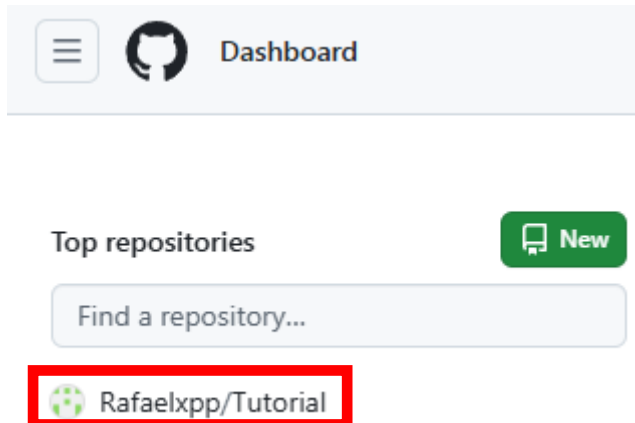 Dashboard
Top repositories
New
Find a repository...
Rafaelxpp/Tutorial